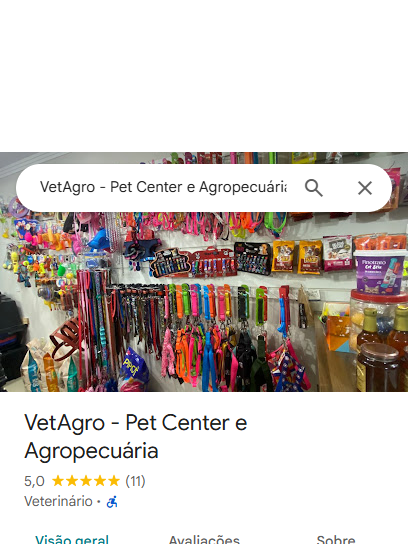 VetAgro - Pet Center e Agropecuária
VetAgro - Pet Center e
Agropecuária
5,0 (11)
Veterinário ·
Visão geral Avaliações Sobre